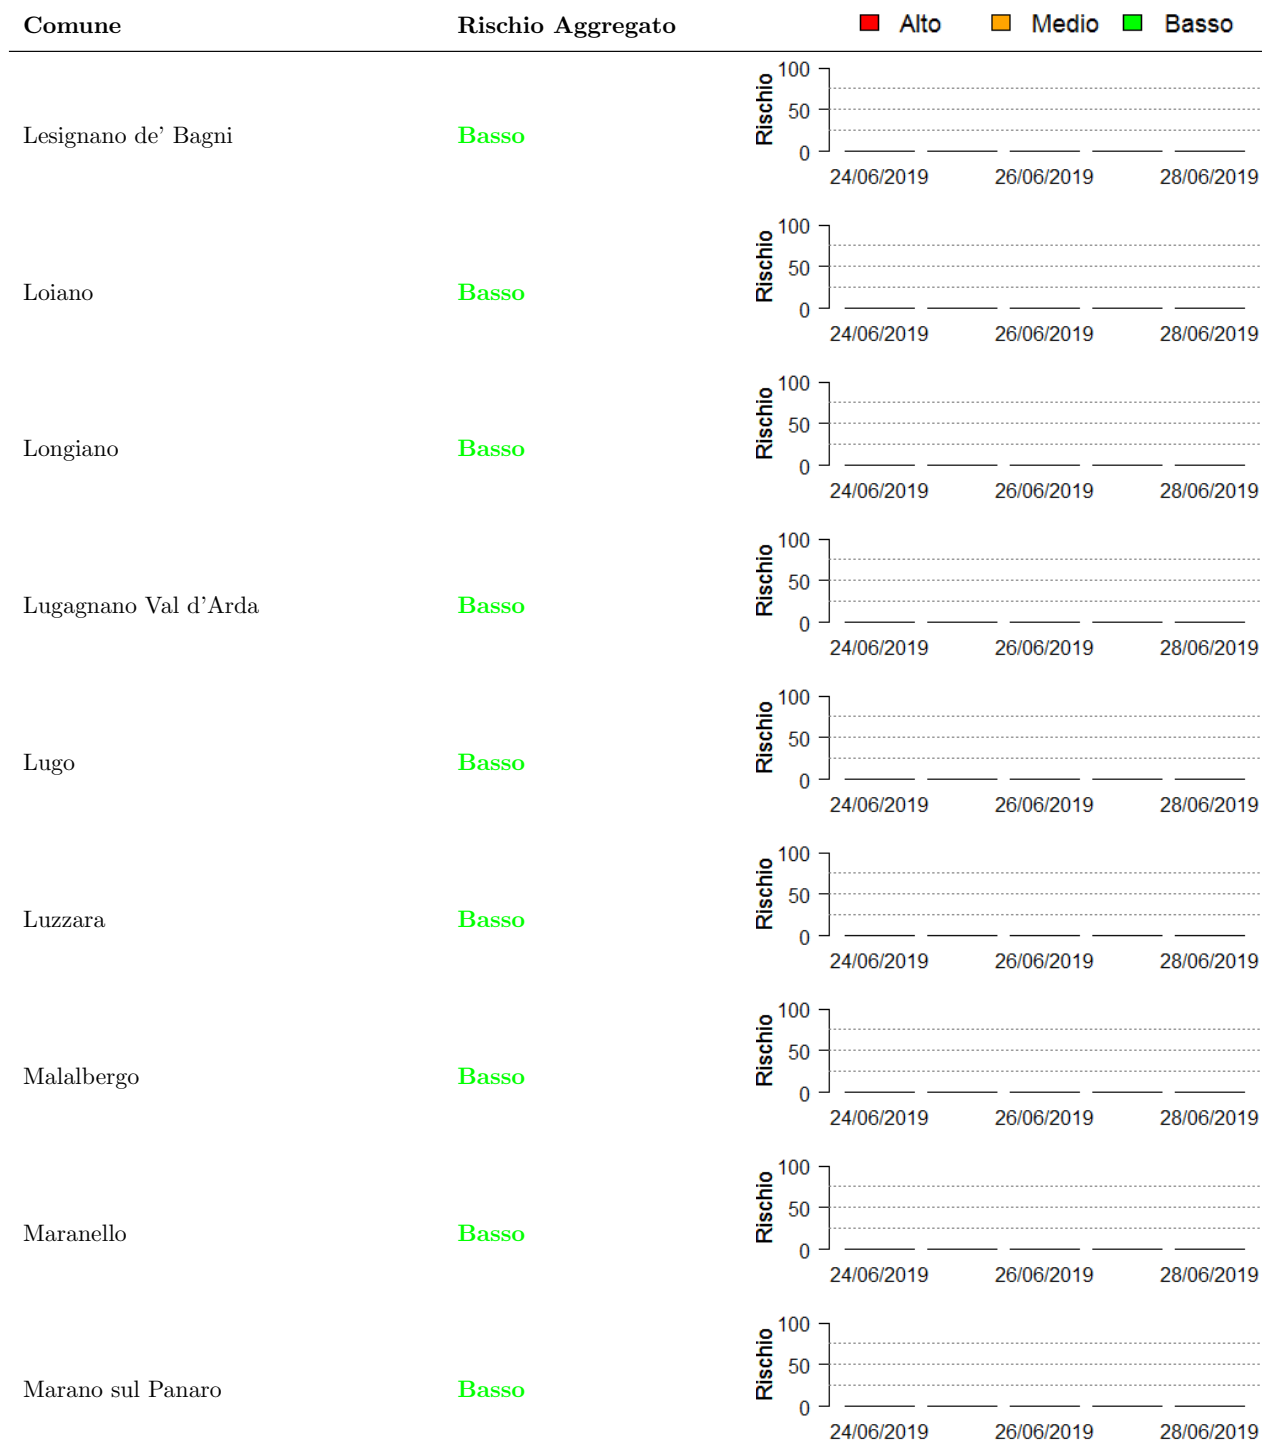 Comune Rischio Aggregato Alto Medio Basso
100
50
0
Rischio
Lesignano de' Bagni Basso
24/06/2019 26/06/2019 28/06/2019
100
50
0
Rischio
Loiano Basso
24/06/2019 26/06/2019 28/06/2019
100
50
0
Rischio
Longiano Basso
24/06/2019 26/06/2019 28/06/2019
100
50
0
Rischio
Lugagnano Val d'Arda Basso
24/06/2019 26/06/2019 28/06/2019
100
50
0
Rischio
Lugo Basso
24/06/2019 26/06/2019 28/06/2019
100
50
0
Rischio
Luzzara Basso
24/06/2019 26/06/2019 28/06/2019
100
50
0
Rischio
Malalbergo Basso
24/06/2019 26/06/2019 28/06/2019
100
50
0
Rischio
Maranello Basso
24/06/2019 26/06/2019 28/06/2019
100
50
0
Rischio
Marano sul Panaro Basso
24/06/2019 26/06/2019 28/06/2019